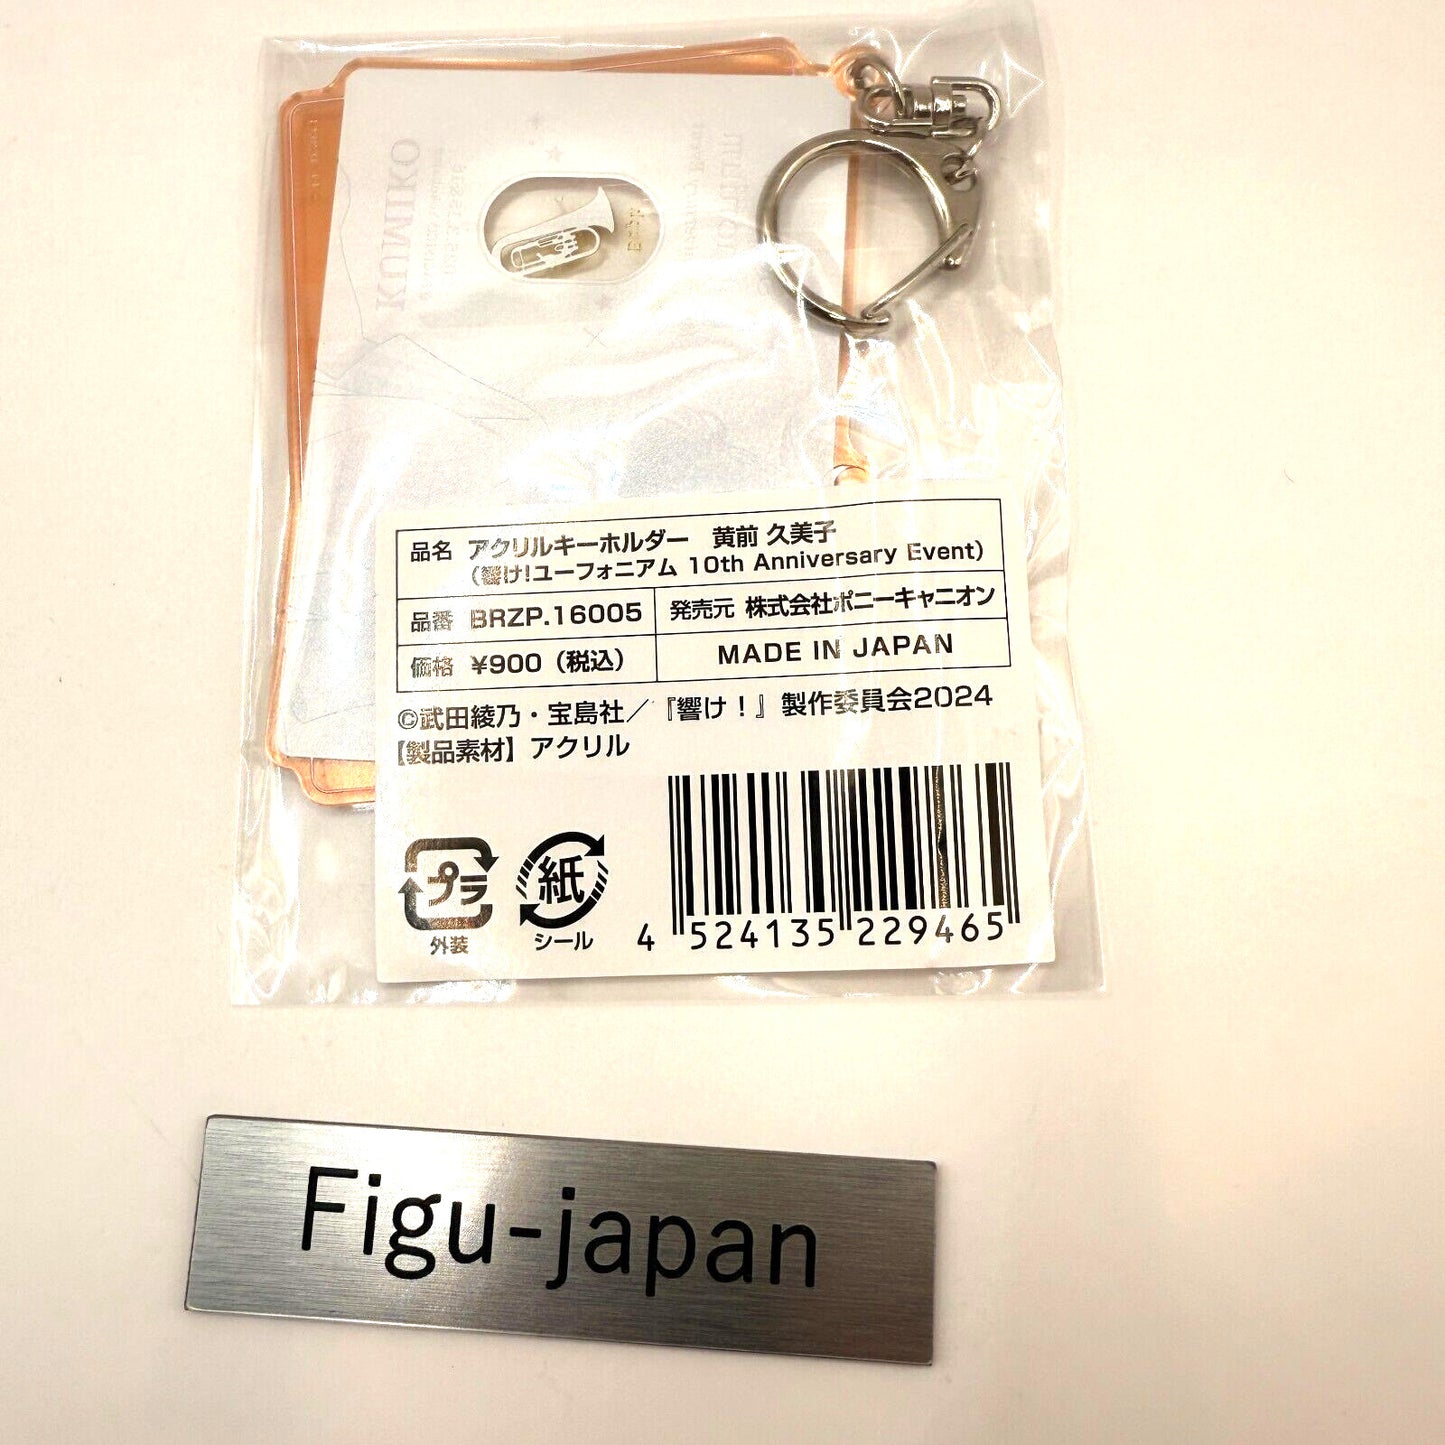 KUMIKO
B♭
品名 アクリルキーホルダー 黄前 久美子
(響け!ユーフォニアム 10th Anniversary Event)
品番 BRZP.16005 発売元 株式会社ポニーキャニオン
価格 ¥900(税込) MADE IN JAPAN
©武田綾乃・宝島社/『響け!』製作委員会2024
【製品素材】アクリル
プラ
紙
外装
シール
4 524135 229465
Figu-japan